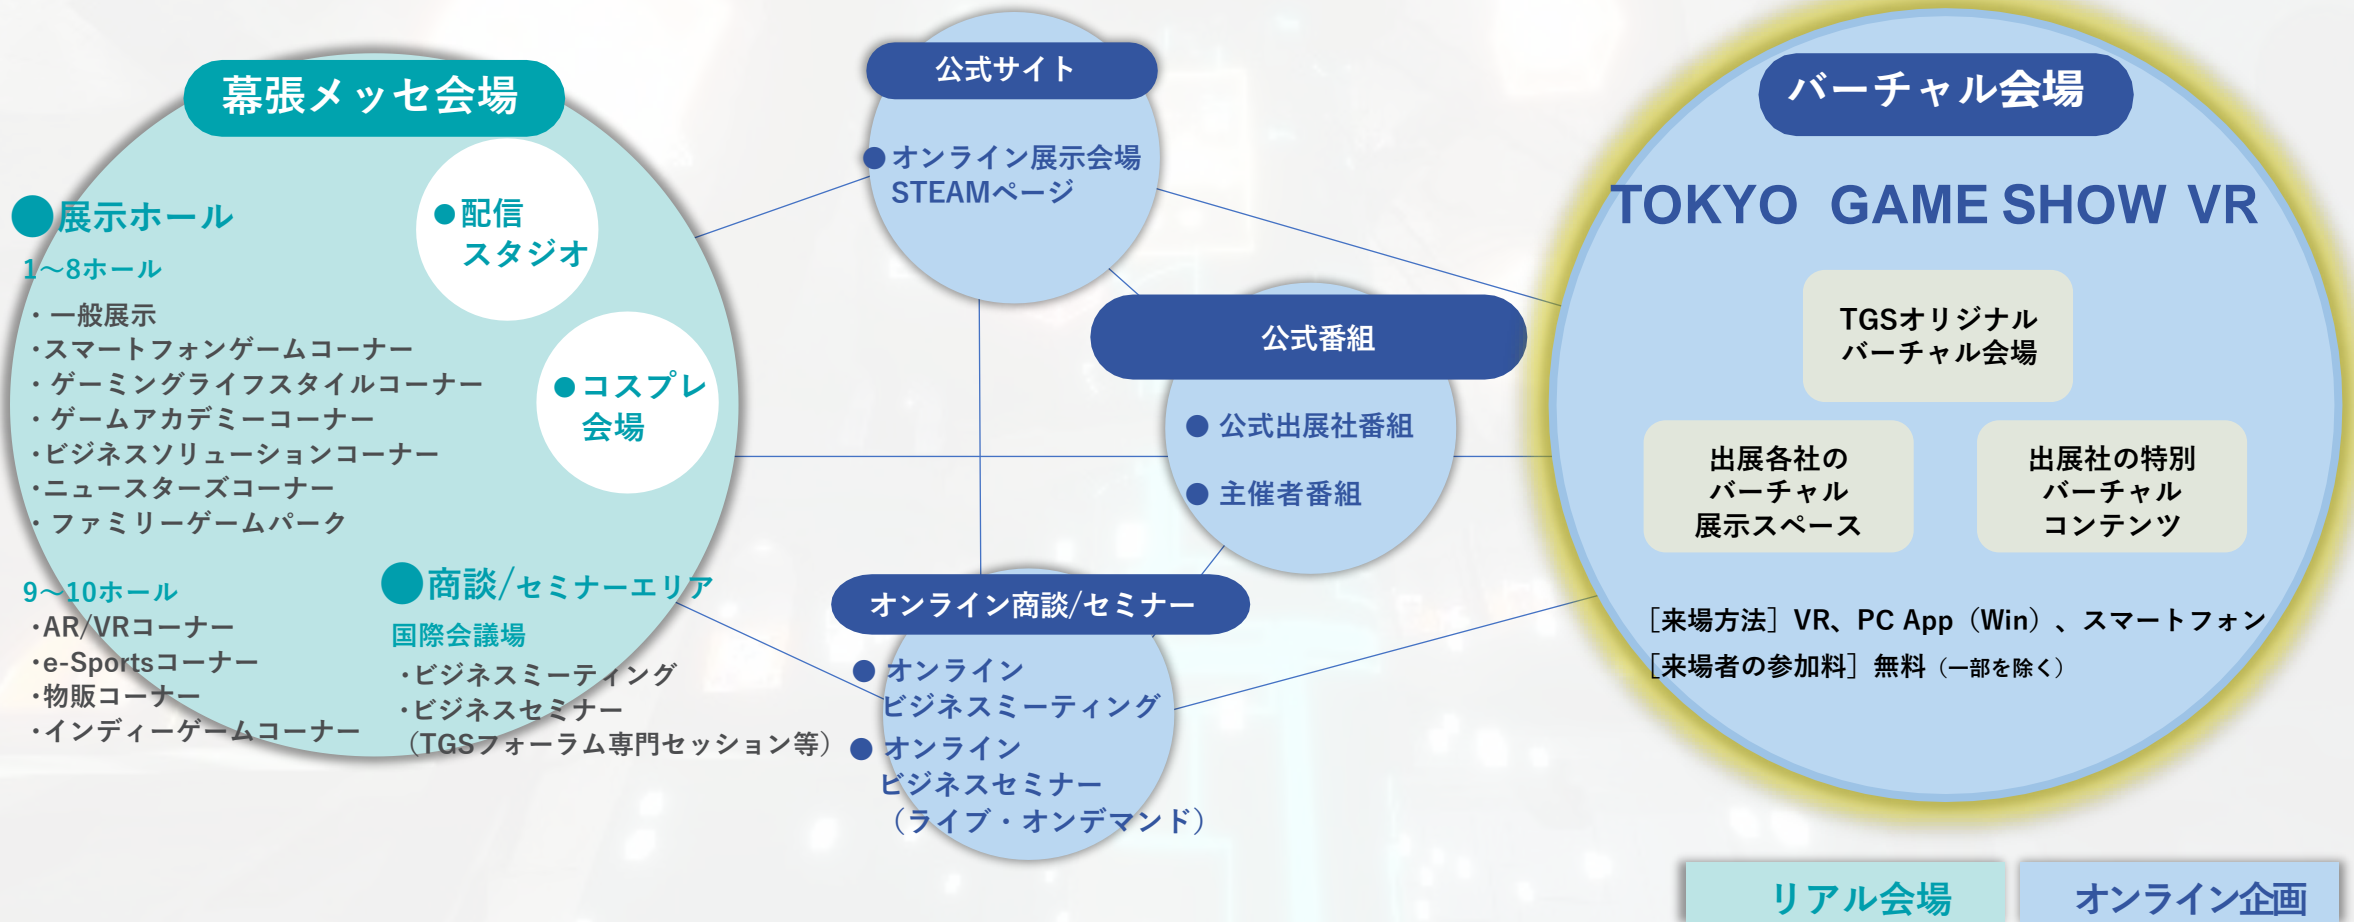 幕張メッセ会場
●展示ホール
1～8ホール
・一般展示
・スマートフォンゲームコーナー
・ゲーミングライフスタイルコーナー
・ゲームアカデミーコーナー
・ビジネスソリューションコーナー
・ニュースターズコーナー
・ファミリーゲームパーク
9～10ホール
・AR/VRコーナー
・e-Sportsコーナー
・物販コーナー
・インディーゲームコーナー
●配信
スタジオ
●コスプレ
会場
●商談/セミナーエリア
国際会議場
・ビジネスミーティング
・ビジネスセミナー
（TGSフォーラム専門セッション等）
公式サイト
●オンライン展示会場
STEAMページ
公式番組
●公式出展社番組
●主催者番組
オンライン商談/セミナー
●オンライン
ビジネスミーティング
●オンライン
ビジネスセミナー
（ライブ・オンデマンド）
バーチャル会場
TOKYO GAME SHOW VR
TGSオリジナル
バーチャル会場
出展各社の
バーチャル
展示スペース
出展社の特別
バーチャル
コンテンツ
［来場方法］VR、PC App（Win）、スマートフォン
［来場者の参加料］無料（一部を除く）
リアル会場
オンライン企画